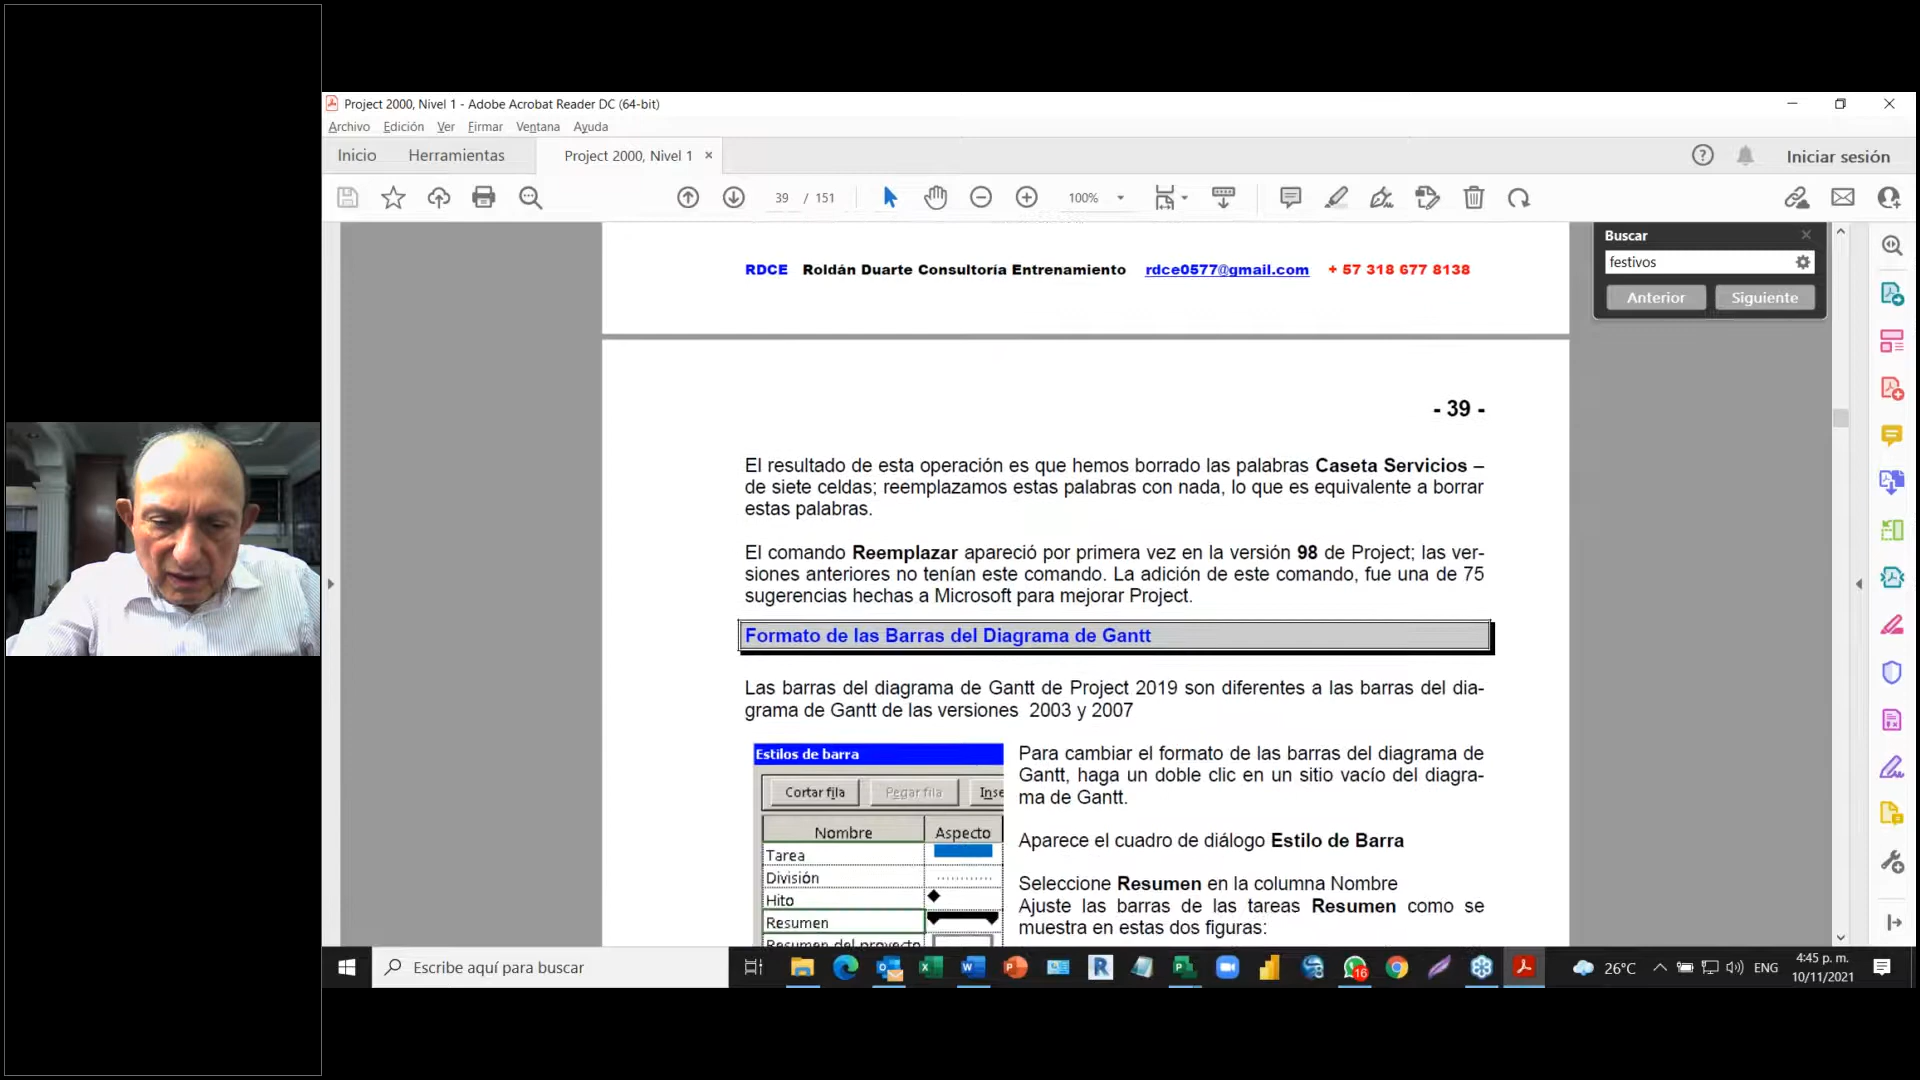 Project 2000, Nivel 1 - Adobe Acrobat Reader DC (64-bit)
Archivo Edición Ver Firmar Ventana Ayuda
Inicio Herramientas Project 2000, Nivel 1 × Iniciar sesión
39 / 151 100%
Buscar
festivos
Anterior Siguiente
RDCE Roldán Duarte Consultoría Entrenamiento rdce0577@gmail.com + 57 318 677 8138
- 39 -
El resultado de esta operación es que hemos borrado las palabras Caseta Servicios –
de siete celdas; reemplazamos estas palabras con nada, lo que es equivalente a borrar
estas palabras.
El comando Reemplazar apareció por primera vez en la versión 98 de Project; las ver-
siones anteriores no tenían este comando. La adición de este comando, fue una de 75
sugerencias hechas a Microsoft para mejorar Project.
Formato de las Barras del Diagrama de Gantt
Las barras del diagrama de Gantt de Project 2019 son diferentes a las barras del dia-
grama de Gantt de las versiones 2003 y 2007
Estilos de barra
Cortar fila Pegar fila Inse
Nombre Aspecto
Tarea
División
Hito
Resumen
Resumen del proyecto
Para cambiar el formato de las barras del diagrama de
Gantt, haga un doble clic en un sitio vacío del diagra-
ma de Gantt.
Aparece el cuadro de diálogo Estilo de Barra
Seleccione Resumen en la columna Nombre
Ajuste las barras de las tareas Resumen como se
muestra en estas dos figuras:
Escribe aquí para buscar
16
26°C ENG
4:45 p. m.
10/11/2021